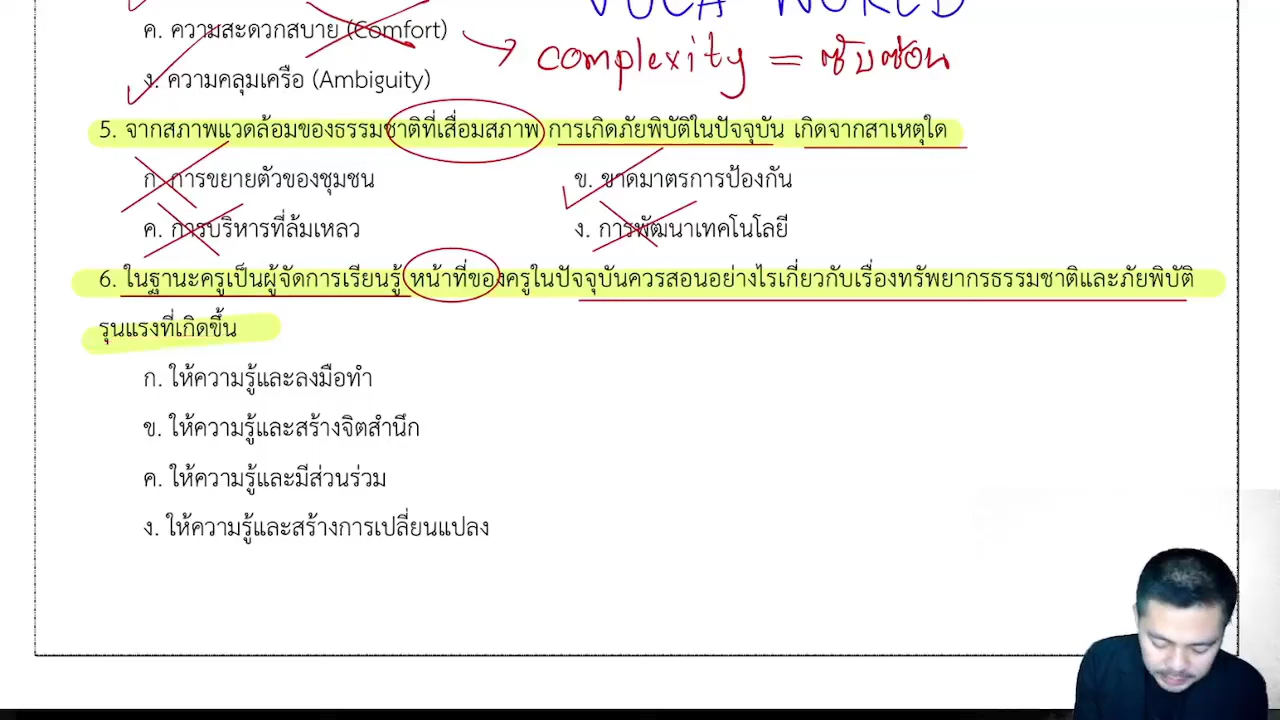 VUCA WORLD
ค. ความสะดวกสบาย (Comfort)
complexity = ซับซ้อน
ง. ความคลุมเครือ (Ambiguity)
5. จากสภาพแวดล้อมของธรรมชาติที่เสื่อมสภาพ การเกิดภัยพิบัติในปัจจุบัน เกิดจากสาเหตุใด
ก. การขยายตัวของชุมชน ข. ขาดมาตรการป้องกัน
ค. การบริหารที่ล้มเหลว ง. การพัฒนาเทคโนโลยี
6. ในฐานะครูเป็นผู้จัดการเรียนรู้ หน้าที่ของครูในปัจจุบันควรสอนอย่างไรเกี่ยวกับเรื่องทรัพยากรธรรมชาติและภัยพิบัติ
รุนแรงที่เกิดขึ้น
ก. ให้ความรู้และลงมือทำ
ข. ให้ความรู้และสร้างจิตสำนึก
ค. ให้ความรู้และมีส่วนร่วม
ง. ให้ความรู้และสร้างการเปลี่ยนแปลง